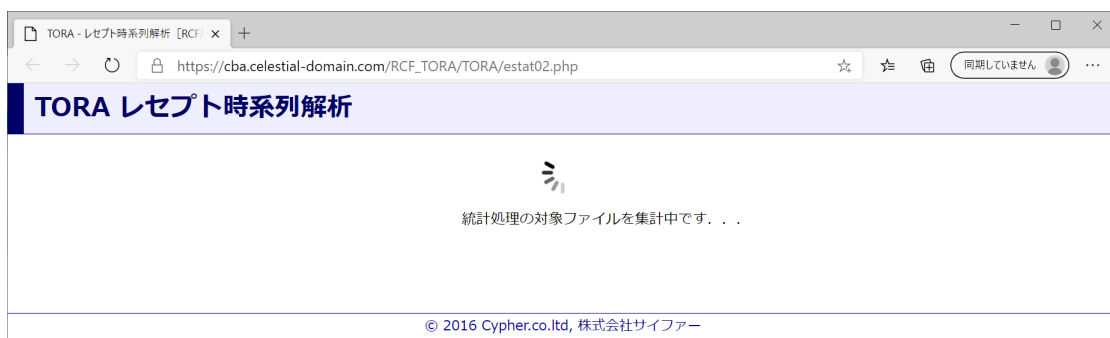 TORA - レセプト時系列解析 [RCF]
https://cba.celestial-domain.com/RCF_TORA/TORA/estat02.php
同期していません
TORA レセプト時系列解析
統計処理の対象ファイルを集計中です．．．
© 2016 Cypher.co.ltd, 株式会社サイファー